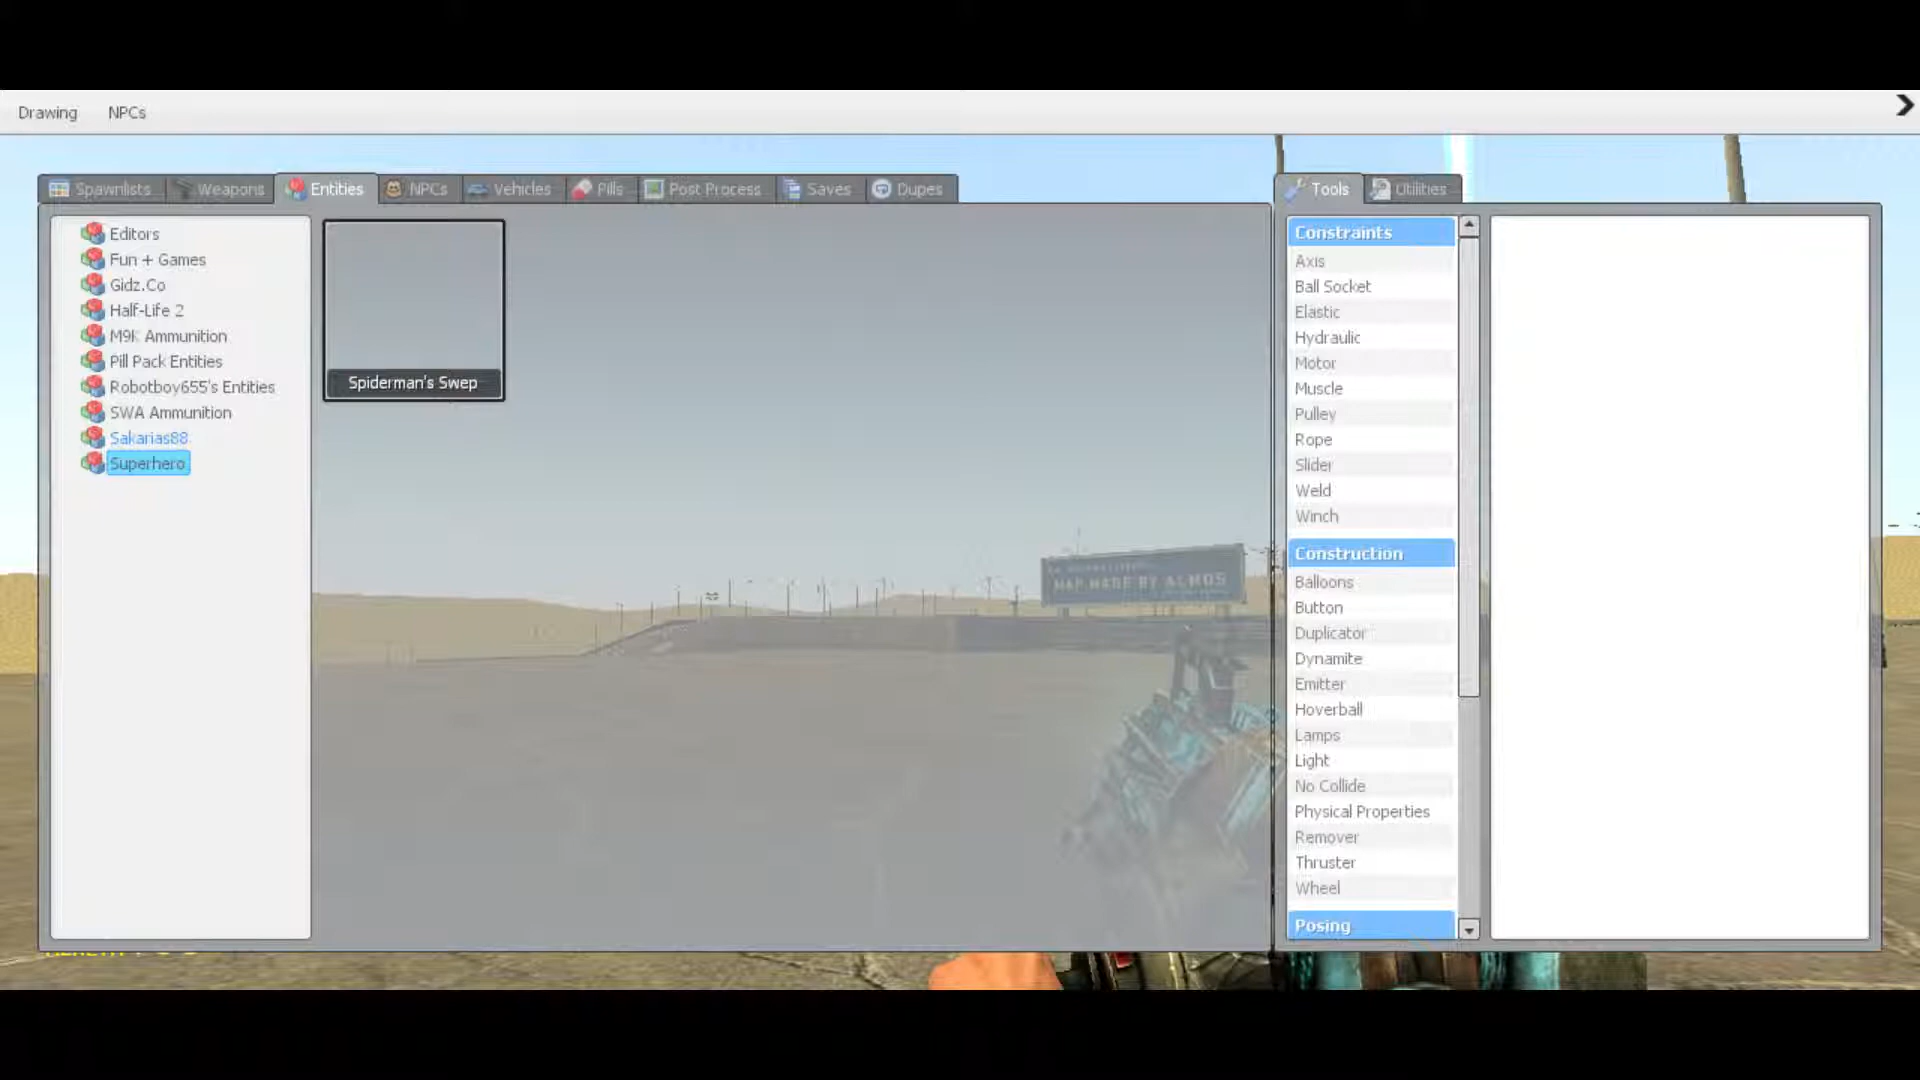 Drawing NPCs
Spawnlists Weapons Entities NPCs Vehicles Pills Post Process Saves Dupes
Tools Utilities
Editors
Fun + Games
Gidz.Co
Half-Life 2
M9K Ammunition
Pill Pack Entities
Robotboy655's Entities
SWA Ammunition
Sakarias88
Superhero
Spiderman's Swep
MAP MADE BY ALMOS
Constraints
Axis
Ball Socket
Elastic
Hydraulic
Motor
Muscle
Pulley
Rope
Slider
Weld
Winch
Construction
Balloons
Button
Duplicator
Dynamite
Emitter
Hoverball
Lamps
Light
No Collide
Physical Properties
Remover
Thruster
Wheel
Posing